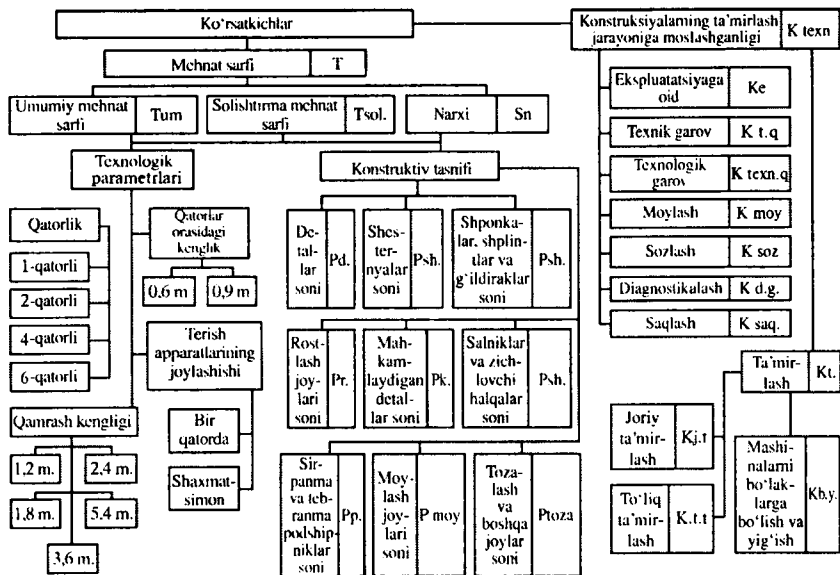 Ko‘rsatkichlar
Konstruksiyalarning ta’mirlash
jarayoniga moslashganligi
K texn
Mehnat sarfi
T
Umumiy mehnat
sarfi
Tum
Solishtirma mehnat
sarfi
Tsol.
Narxi
Sn
Texnologik
parametrlari
Konstruktiv tasnifi
Qatorlik
1-qatorli
2-qatorli
4-qatorli
6-qatorli
Qatorlar
orasidagi
kenglik
0,6 m.
0,9 m.
Terish
apparatlarining
joylashishi
Bir
qatorda
Shaxmat-
simon
Qamrash kengligi
1,2 m.
2,4 m.
1,8 m.
5,4 m.
3,6 m.
De-
tal-
lar
soni
Pd.
Shes-
ter-
nyalar
soni
Psh.
Shponka-
lar, shplin-
tlar va
g‘ildiraklar
soni
Psh.
Rost-
lash
joy-
lari
soni
Pr.
Mah-
kam-
laydigan
detal-
lar soni
Pk.
Salniklar
va zich-
lovchi
halqalar
soni
Psh.
Sir-
panma
va teb-
ranma
podship-
niklar
soni
Pp.
Moy-
lash
joy-
lari
soni
P moy
Toza-
lash va
boshqa
joylar
soni
Ptoza
Ekspluatatsiyaga
oid
Ke
Texnik garov
K t.q
Texnologik
garov
K texn.q
Moylash
K moy
Sozlash
K soz
Diagnostikalash
K d.g.
Saqlash
K saq.
Ta’mir-
lash
Kt.
Joriy
ta’mir-
lash
Kj.t
To‘liq
ta’mir-
lash
K.t.t
Mashi-
nalarni
bo‘lak-
larga
bo‘lish va
yig‘ish
Kb.y.